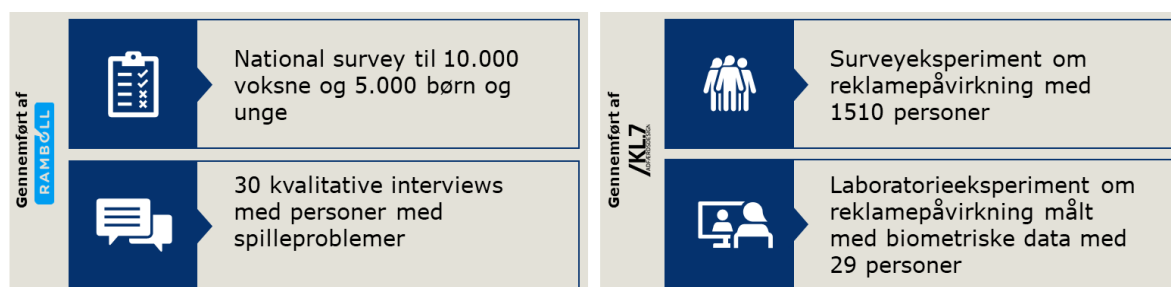 Gennemført af
RAMBOLL
National survey til 10.000
voksne og 5.000 børn og
unge
30 kvalitative interviews
med personer med
spilleproblemer
Gennemført af
/KL.7
ADFÆRDSDESIGN
Surveyeksperiment om
reklamepåvirkning med
1510 personer
Laboratorieeksperiment om
reklamepåvirkning målt
med biometriske data med
29 personer